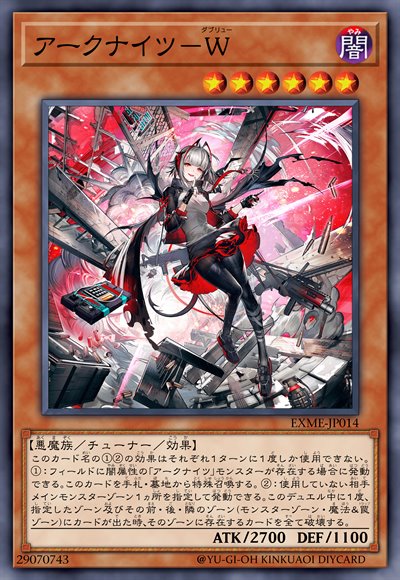 ダブリュー
アークナイツ－W
やみ
闇
EXME-JP014
【悪魔族／チューナー／効果】
このカード名の①②の効果はそれぞれ１ターンに１度しか使用できない。
①：フィールドに闇属性の「アークナイツ」モンスターが存在する場合に発動
できる。このカードを手札・墓地から特殊召喚する。②：使用していない相手
メインモンスターゾーン１ヵ所を指定して発動できる。このデュエル中に１度、
指定したゾーン及びその前・後・隣のゾーン（モンスターゾーン・魔法&罠
ゾーン）にカードが出た時、そのゾーンに存在するカードを全て破壊する。
ATK/2700 DEF/1100
29070743
@YU-GI-OH KINKUAOI DIYCARD